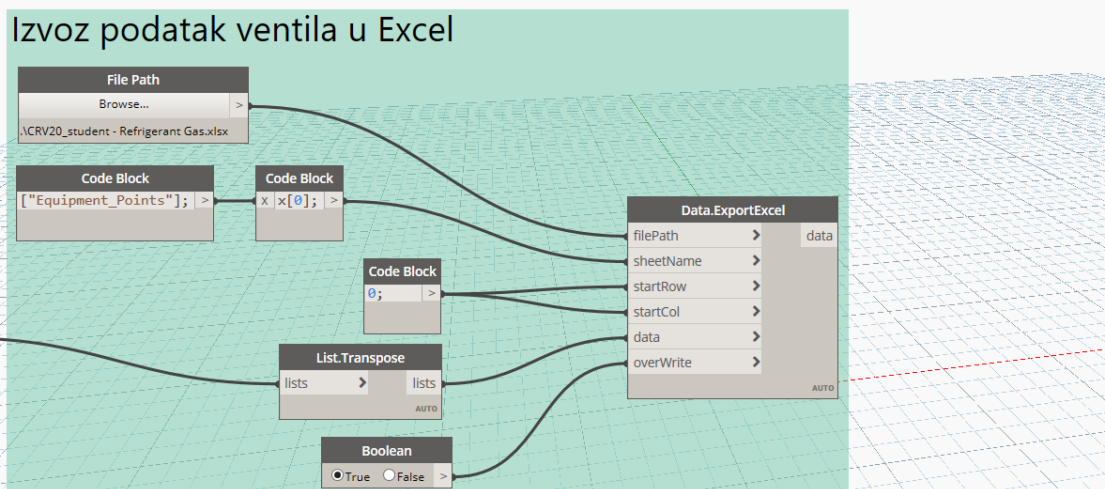 Izvoz podatak ventila u Excel
File Path
Browse... >
.\CRV20_student - Refrigerant Gas.xlsx
Code Block
["Equipment_Points"]; >
Code Block
x x[0]; >
Data.ExportExcel
filePath > data
sheetName >
startRow >
startCol >
data >
overWrite >
AUTO
Code Block
0; >
List.Transpose
lists > lists
AUTO
Boolean
True False >